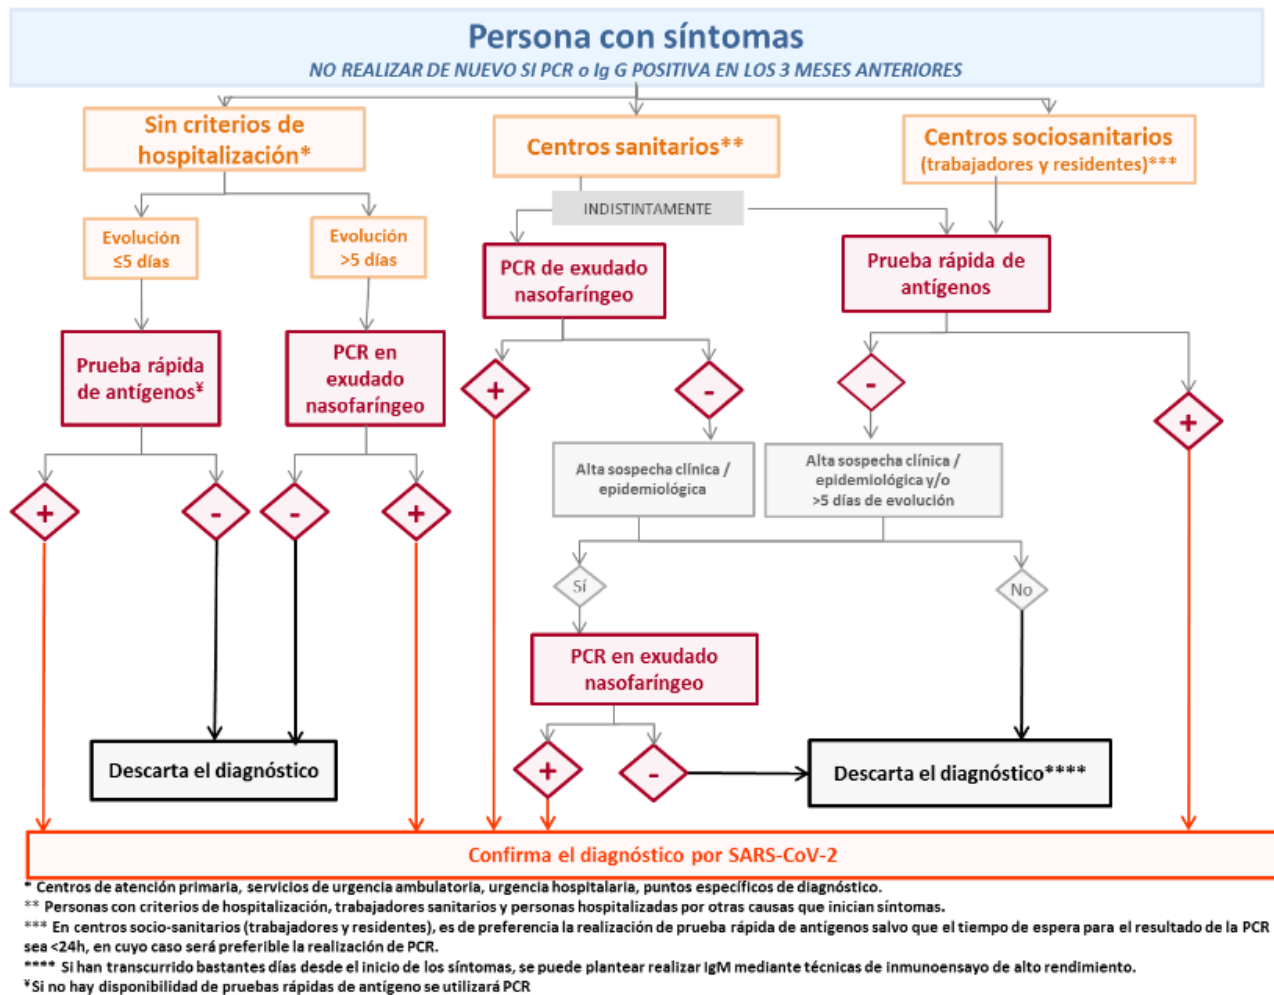 Persona con síntomas
NO REALIZAR DE NUEVO SI PCR o Ig G POSITIVA EN LOS 3 MESES ANTERIORES
Sin criterios de
hospitalización*
Centros sanitarios**
Centros sociosanitarios
(trabajadores y residentes)***
INDISTINTAMENTE
Evolución
≤5 días
Evolución
>5 días
PCR de exudado
nasofaríngeo
Prueba rápida de
antígenos
Prueba rápida
de antígenos¥
PCR en
exudado
nasofaríngeo
+
-
-
+
Alta sospecha clínica /
epidemiológica
Alta sospecha clínica /
epidemiológica y/o
>5 días de evolución
+
-
-
+
Sí
No
PCR en exudado
nasofaríngeo
+
-
Descarta el diagnóstico
Descarta el diagnóstico****
Confirma el diagnóstico por SARS-CoV-2
* Centros de atención primaria, servicios de urgencia ambulatoria, urgencia hospitalaria, puntos específicos de diagnóstico.
** Personas con criterios de hospitalización, trabajadores sanitarios y personas hospitalizadas por otras causas que inician síntomas.
*** En centros socio-sanitarios (trabajadores y residentes), es de preferencia la realización de prueba rápida de antígenos salvo que el tiempo de espera para el resultado de la PCR
sea <24h, en cuyo caso será preferible la realización de PCR.
**** Si han transcurrido bastantes días desde el inicio de los síntomas, se puede plantear realizar IgM mediante técnicas de inmunoensayo de alto rendimiento.
¥Si no hay disponibilidad de pruebas rápidas de antígeno se utilizará PCR